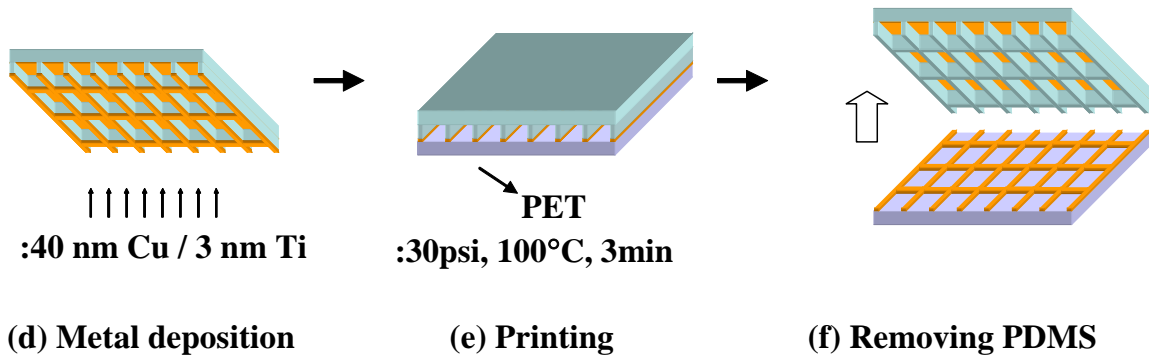 PET
:40 nm Cu / 3 nm Ti
:30psi, 100°C, 3min
(d) Metal deposition
(e) Printing
(f) Removing PDMS